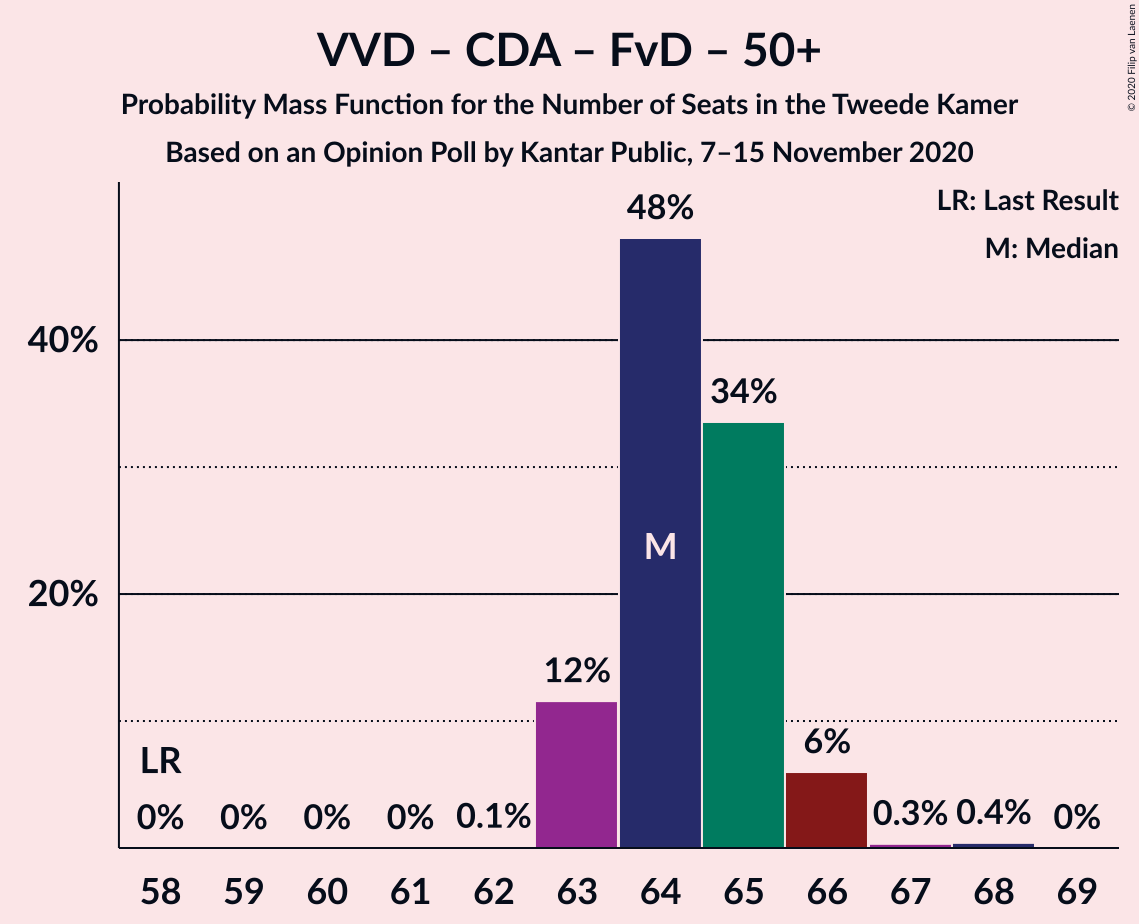 VVD – CDA – FvD – 50+
Probability Mass Function for the Number of Seats in the Tweede Kamer
Based on an Opinion Poll by Kantar Public, 7–15 November 2020
© 2020 Filip van Laenen
LR: Last Result
M: Median
48%
40%
34%
M
20%
12%
6%
LR
0% 0% 0% 0% 0.1% 0.3% 0.4% 0%
58 59 60 61 62 63 64 65 66 67 68 69